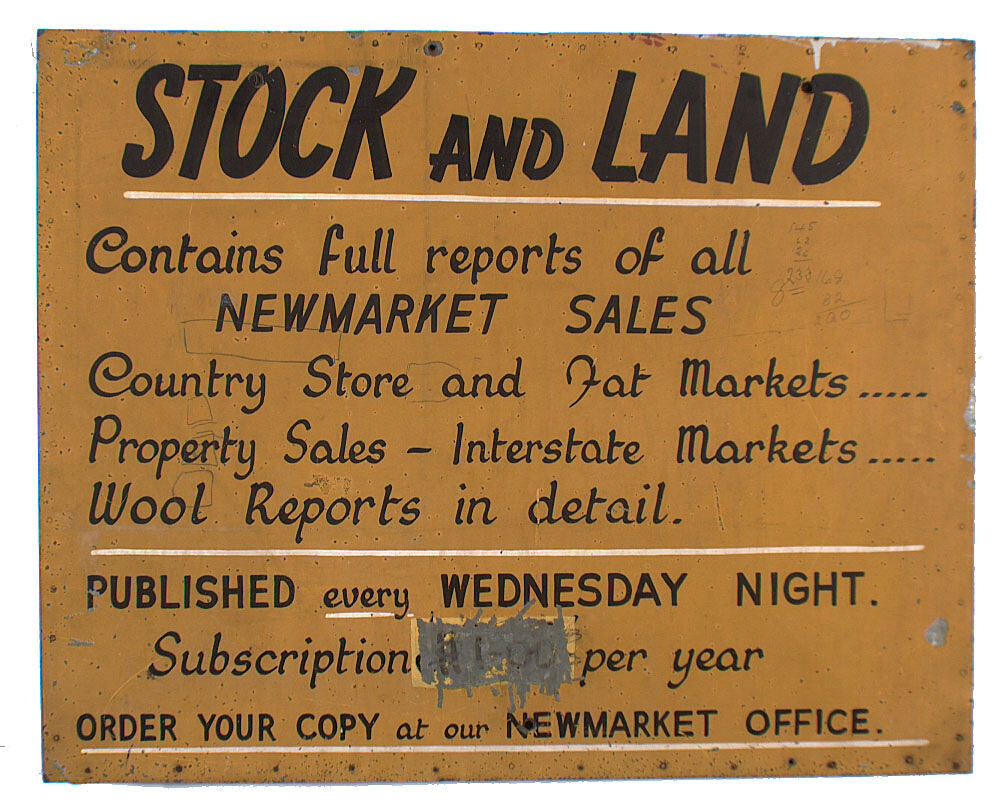 STOCK AND LAND
Contains full reports of all
NEWMARKET SALES
Country Store and Fat Markets.....
Property Sales - Interstate Markets.....
Wool Reports in detail.
PUBLISHED every WEDNESDAY NIGHT.
Subscription per year
ORDER YOUR COPY at our NEWMARKET OFFICE.